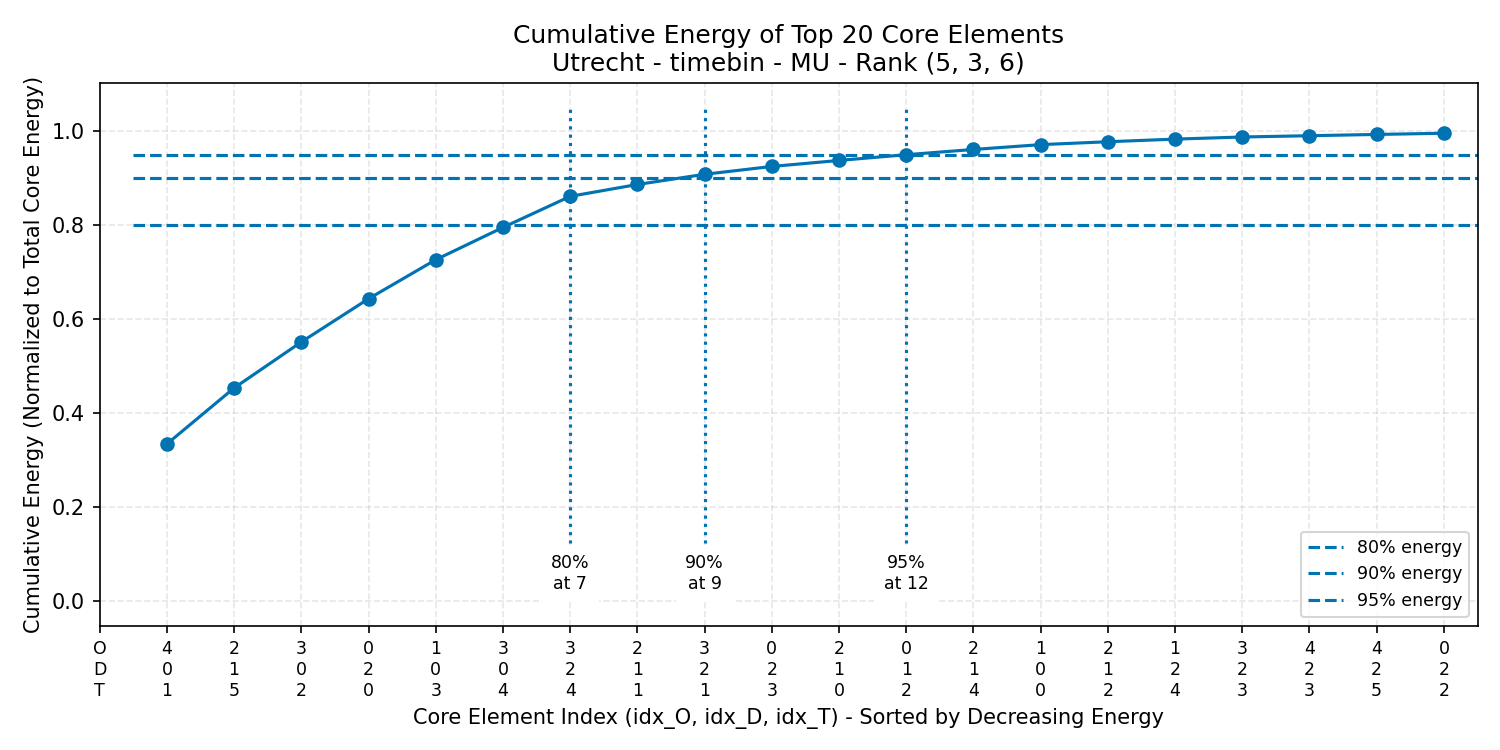 Cumulative Energy of Top 20 Core Elements
Utrecht - timebin - MU - Rank (5, 3, 6)
Cumulative Energy (Normalized to Total Core Energy)
1.0
0.8
0.6
0.4
0.2
0.0
80%
at 7
90%
at 9
95%
at 12
80% energy
90% energy
95% energy
O 4 2 3 0 1 3 3 2 3 0 2 0 2 1 2 1 3 4 4 0
D 0 1 0 2 0 0 2 1 2 2 1 1 1 0 1 2 2 2 2 2
T 1 5 2 0 3 4 4 1 1 3 0 2 4 0 2 4 3 3 5 2
Core Element Index (idx_O, idx_D, idx_T) - Sorted by Decreasing Energy